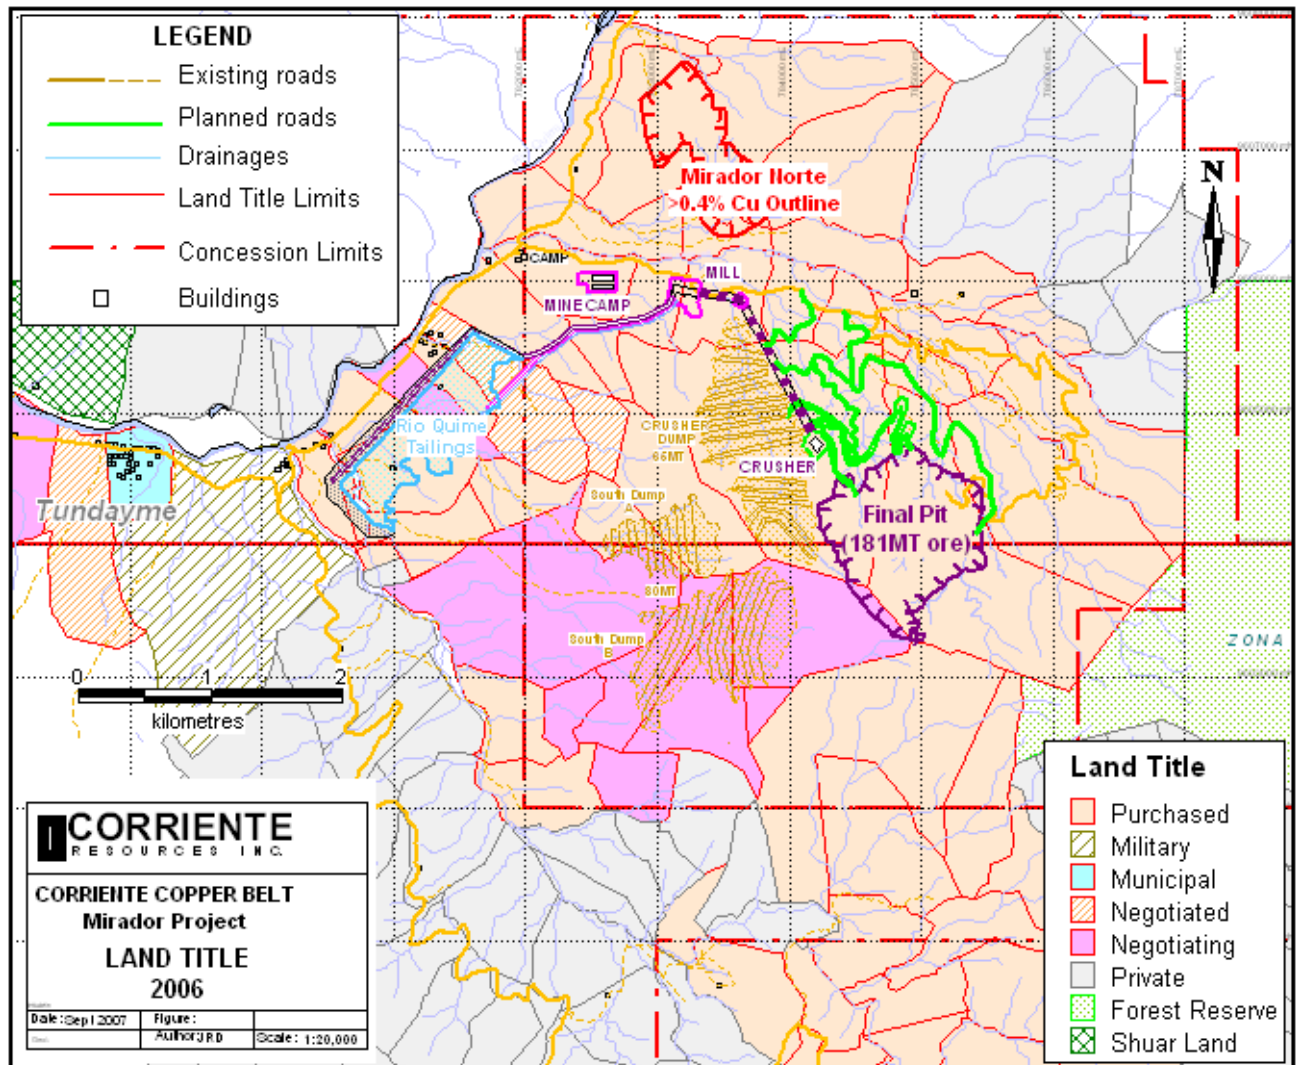 LEGEND
Existing roads
Planned roads
Drainages
Land Title Limits
Concession Limits
Buildings
N
Mirador Norte
>0.4% Cu Outline
CAMP
MILL
MINE CAMP
Rio Quime
Tailings
CRUSHER
DUMP
65MT
CRUSHER
South Dump
A
Final Pit
(181MT ore)
80MT
South Dump
B
Tundayme
ZONA
0 1 2
kilometres
CORRIENTE
RESOURCES INC.
CORRIENTE COPPER BELT
Mirador Project
LAND TITLE
2006
Date: Sep 1 2007
Figure:
Author: JRD
Scale: 1:20,000
Land Title
Purchased
Military
Municipal
Negotiated
Negotiating
Private
Forest Reserve
Shuar Land